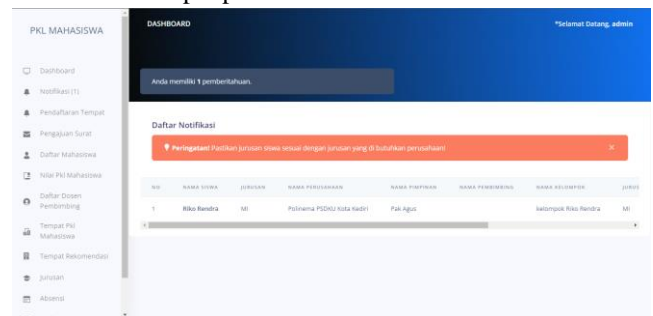 PKL MAHASISWA
DASHBOARD
*Selamat Datang, admin
Dashboard
Notifikasi (1)
Pendaftaran Tempat
Pengajuan Surat
Daftar Mahasiswa
Nilai Pkl Mahasiswa
Daftar Dosen
Pembimbing
Tempat Pkl
Mahasiswa
Tempat Rekomendasi
Jurusan
Absensi
Anda memiliki 1 pemberitahuan.
Daftar Notifikasi
Peringatan! Pastikan jurusan siswa sesuai dengan jurusan yang di butuhkan perusahaan! ×
NO NAMA SISWA JURUSAN NAMA PERUSAHAAN NAMA PIMPINAN NAMA PEMBIMBING NAMA KELOMPOK JURUS
1 Riko Rendra MI Polinema PSDKU Kota Kediri Pak Agus kelompok Riko Rendra MI